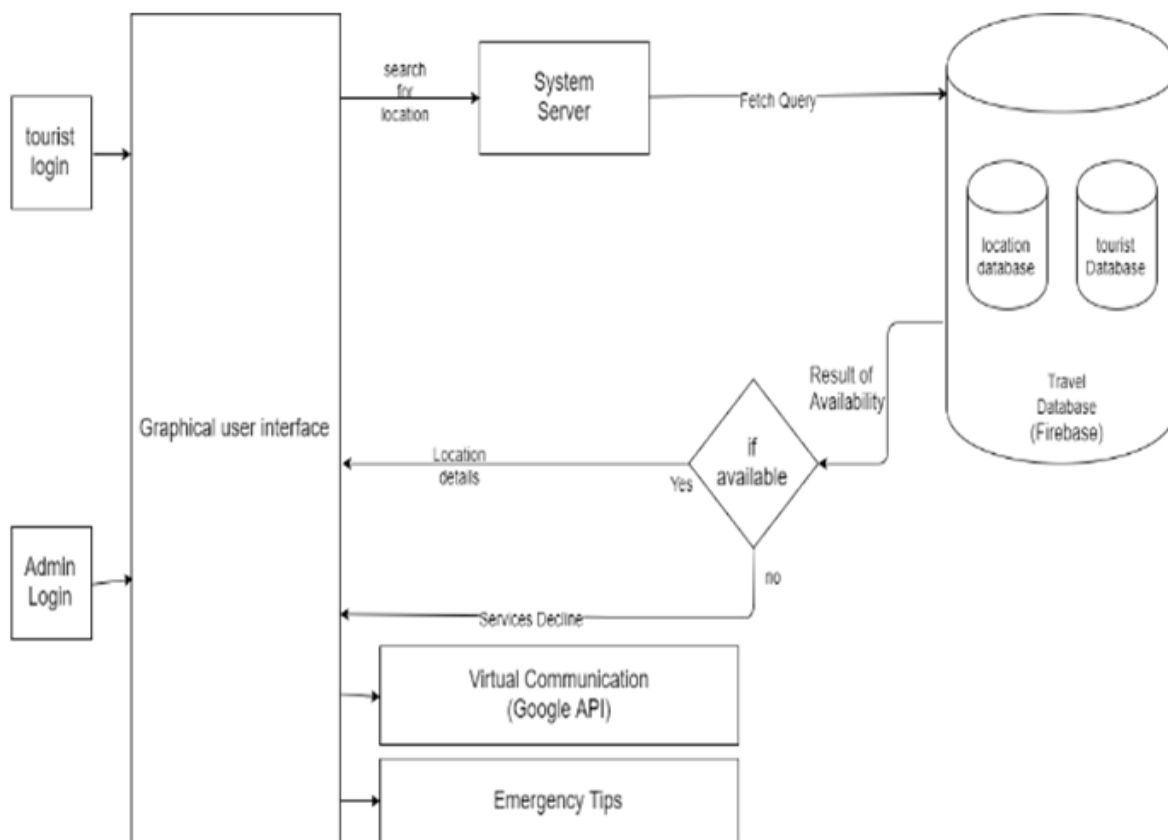 search
for
location
System
Server
Fetch Query
tourist
login
location
database
tourist
Database
Result of
Availability
Travel
Database
(Firebase)
Graphical user interface
Location
details
Yes
if
available
Admin
Login
no
Services Decline
Virtual Communication
(Google API)
Emergency Tips